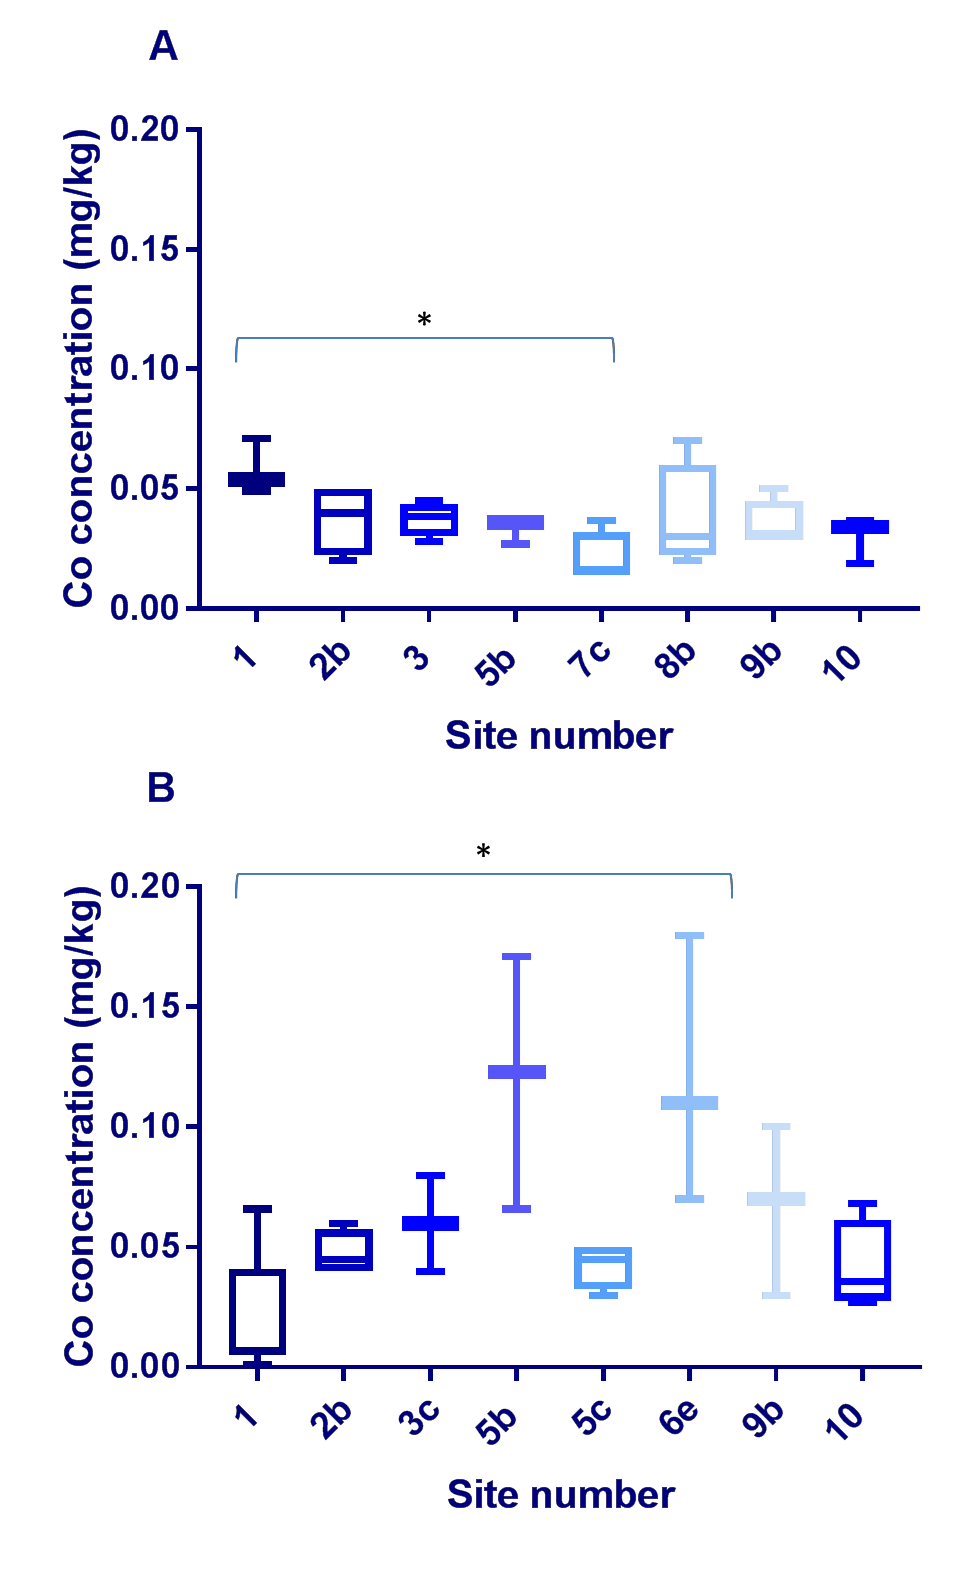 A
0.20
0.15
0.10
0.05
0.00
Co concentration (mg/kg)
*
1 2b 3 5b 7c 8b 9b 10
Site number
B
0.20
0.15
0.10
0.05
0.00
Co concentration (mg/kg)
*
1 2b 3c 5b 5c 6e 9b 10
Site number